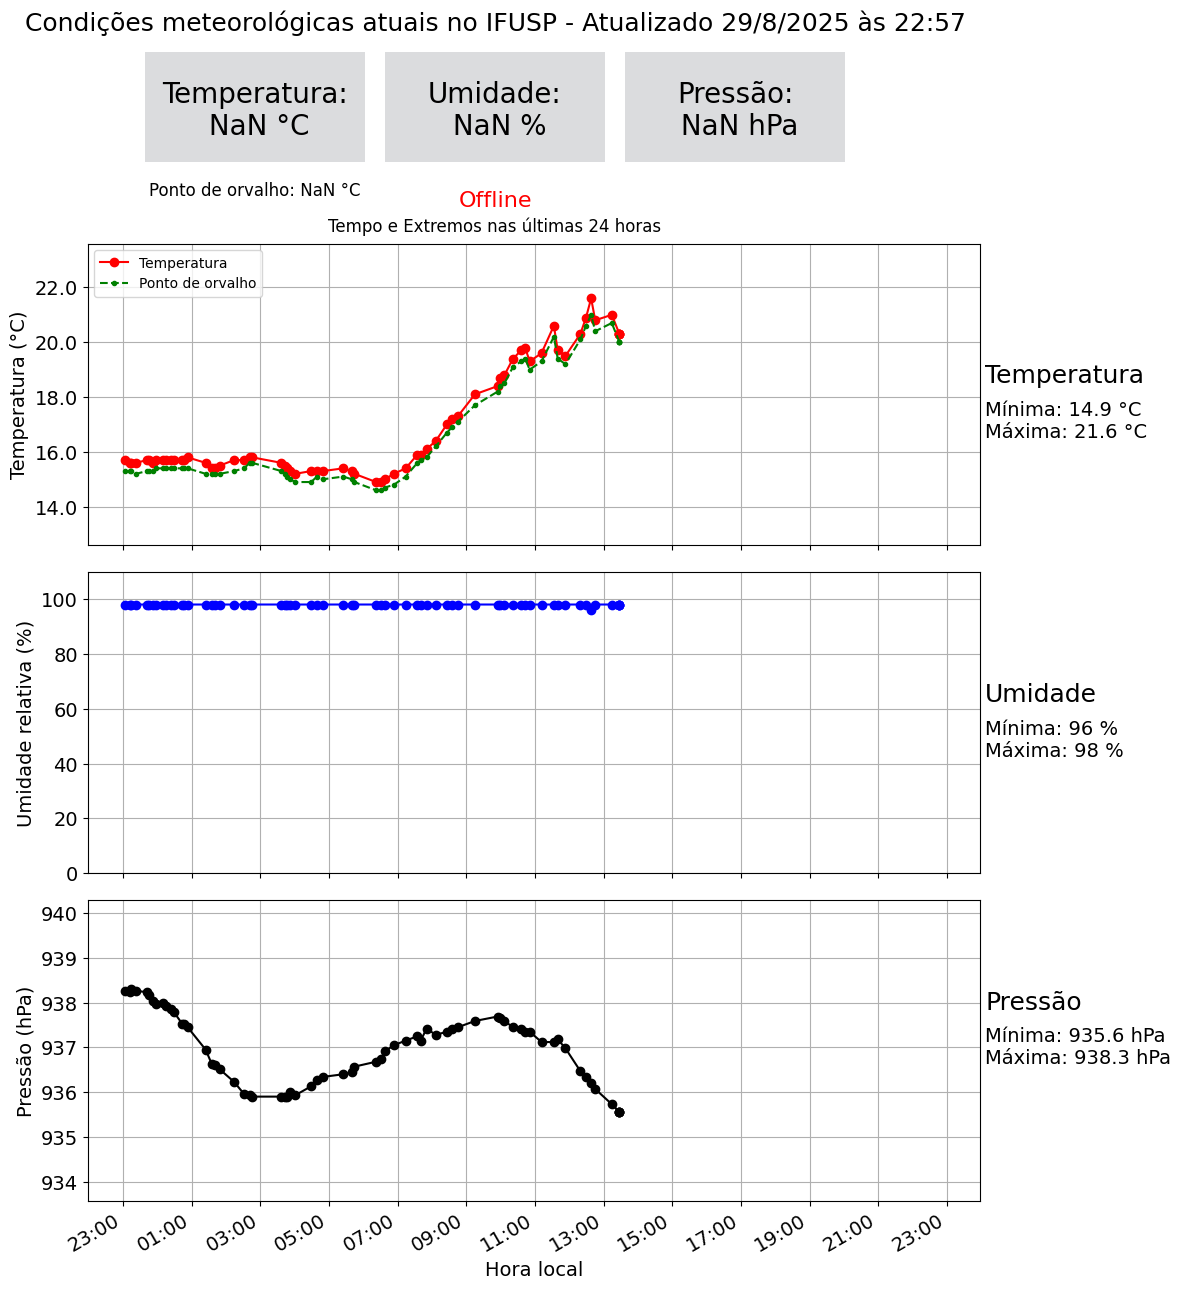 Condições meteorológicas atuais no IFUSP - Atualizado 29/8/2025 às 22:57
Temperatura:
NaN °C
Umidade:
NaN %
Pressão:
NaN hPa
Ponto de orvalho: NaN °C
Offline
Tempo e Extremos nas últimas 24 horas
Temperatura
Ponto de orvalho
Temperatura (°C)
22.0
20.0
18.0
16.0
14.0
Temperatura
Mínima: 14.9 °C
Máxima: 21.6 °C
Umidade relativa (%)
100
80
60
40
20
0
Umidade
Mínima: 96 %
Máxima: 98 %
Pressão (hPa)
940
939
938
937
936
935
934
Pressão
Mínima: 935.6 hPa
Máxima: 938.3 hPa
23:00
01:00
03:00
05:00
07:00
09:00
11:00
13:00
15:00
17:00
19:00
21:00
23:00
Hora local